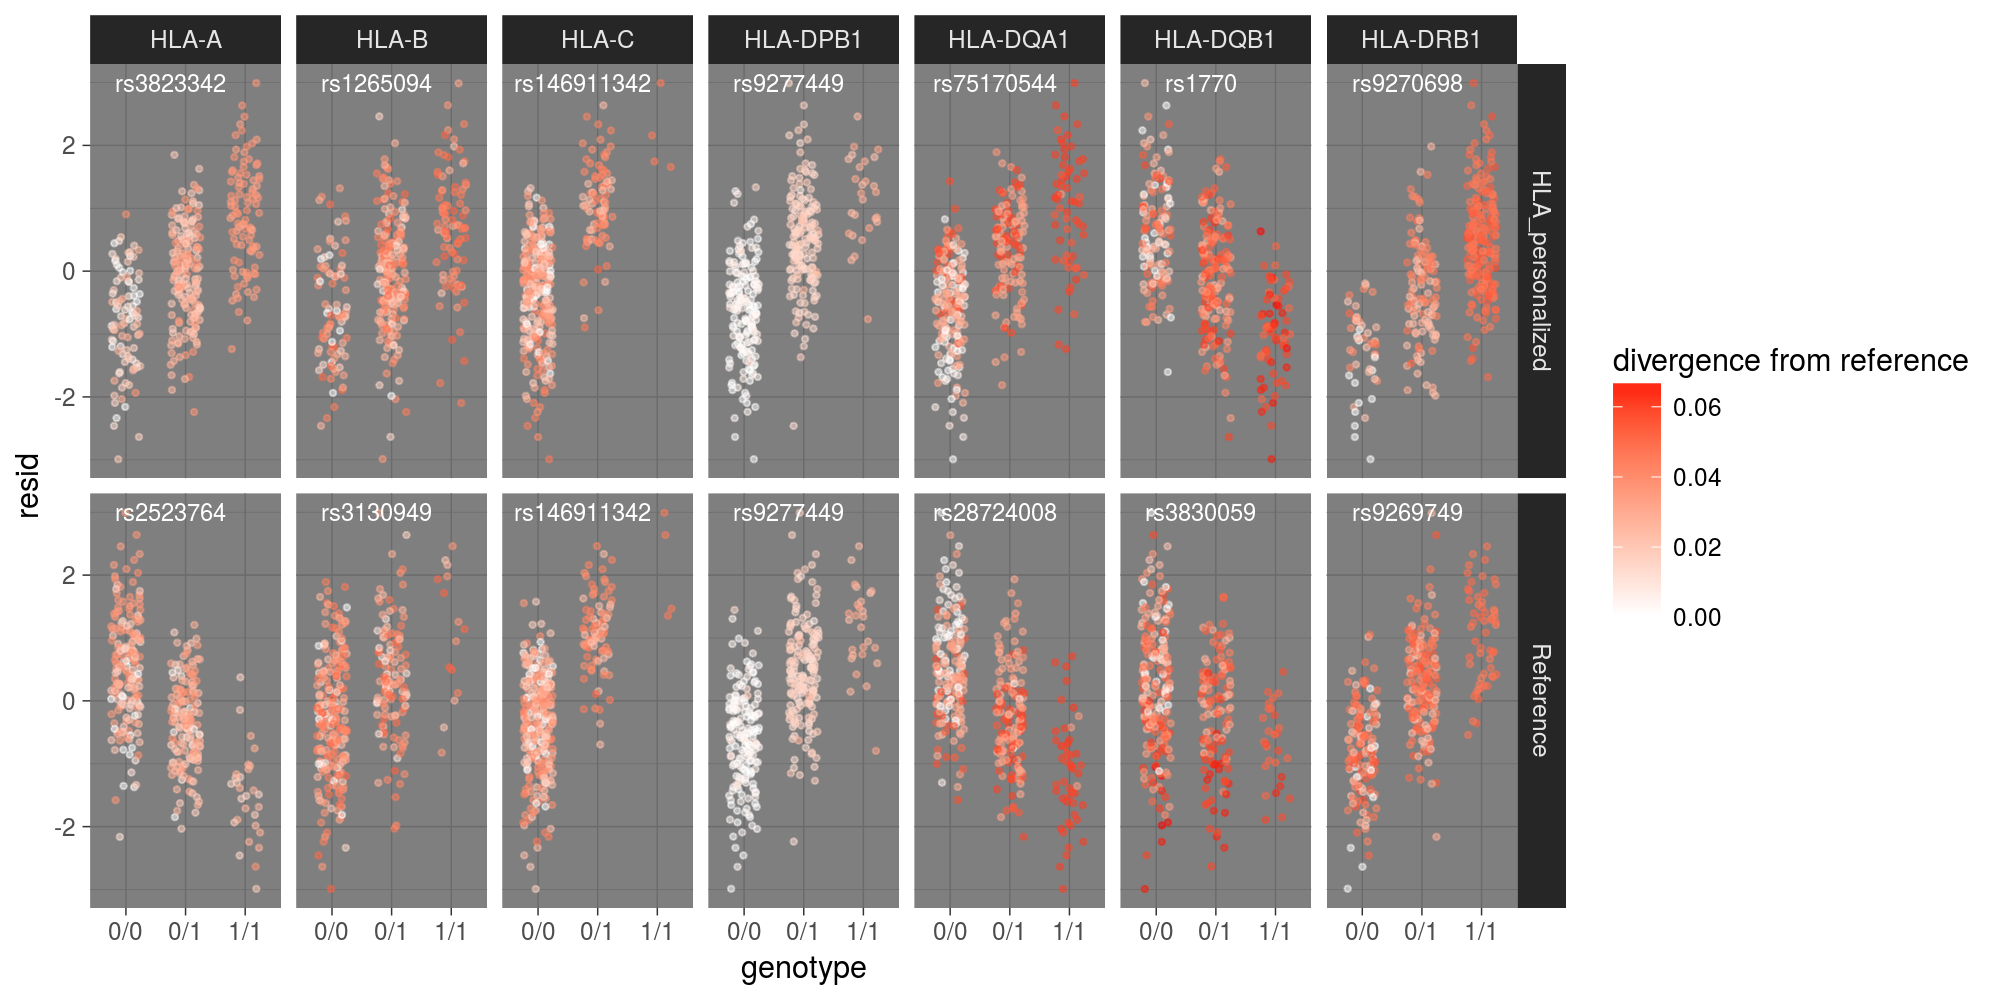 HLA-A HLA-B HLA-C HLA-DPB1 HLA-DQA1 HLA-DQB1 HLA-DRB1
rs3823342 rs1265094 rs146911342 rs9277449 rs75170544 rs1770 rs9270698
2
0
-2
HLA_personalized
rs2523764 rs3130949 rs146911342 rs9277449 rs28724008 rs3830059 rs9269749
2
0
-2
Reference
resid
0/0 0/1 1/1 0/0 0/1 1/1 0/0 0/1 1/1 0/0 0/1 1/1 0/0 0/1 1/1 0/0 0/1 1/1 0/0 0/1 1/1
genotype
divergence from reference
0.06
0.04
0.02
0.00